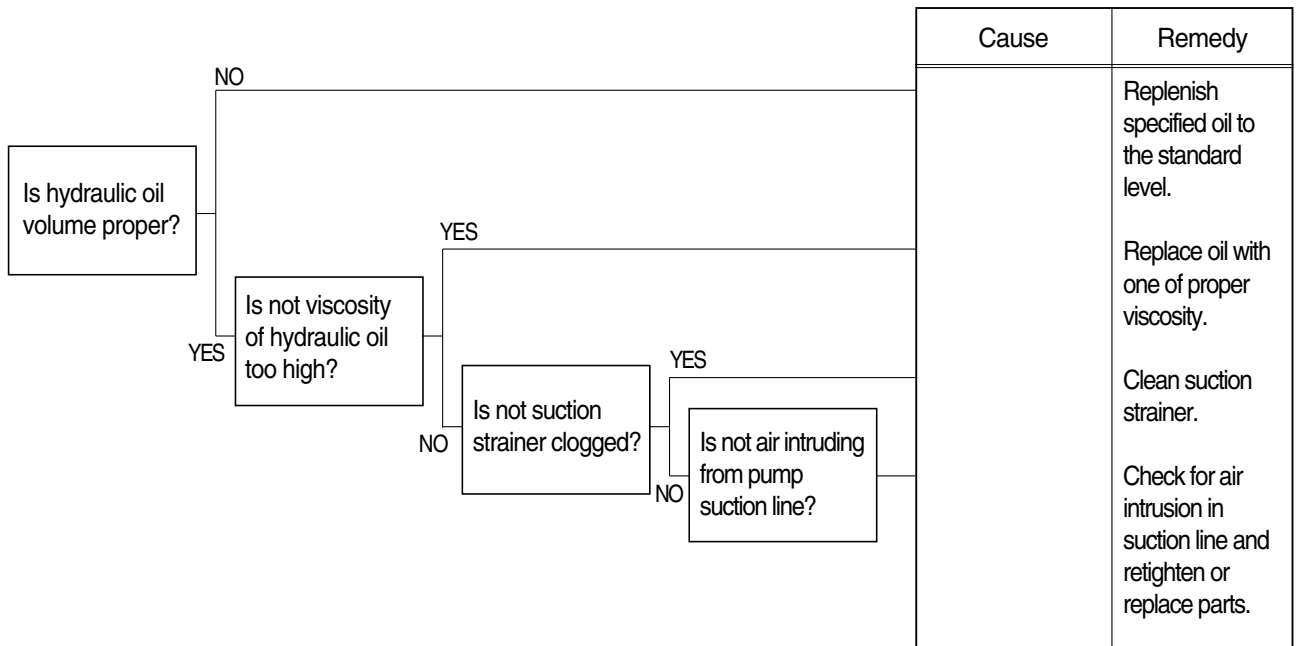 Cause
Remedy
NO
Replenish
specified oil to
the standard
level.
Is hydraulic oil
volume proper?
YES
Replace oil with
one of proper
viscosity.
Is not viscosity
of hydraulic oil
too high?
YES
YES
Clean suction
strainer.
Is not suction
strainer clogged?
NO
Is not air intruding
from pump
suction line?
NO
Check for air
intrusion in
suction line and
retighten or
replace parts.